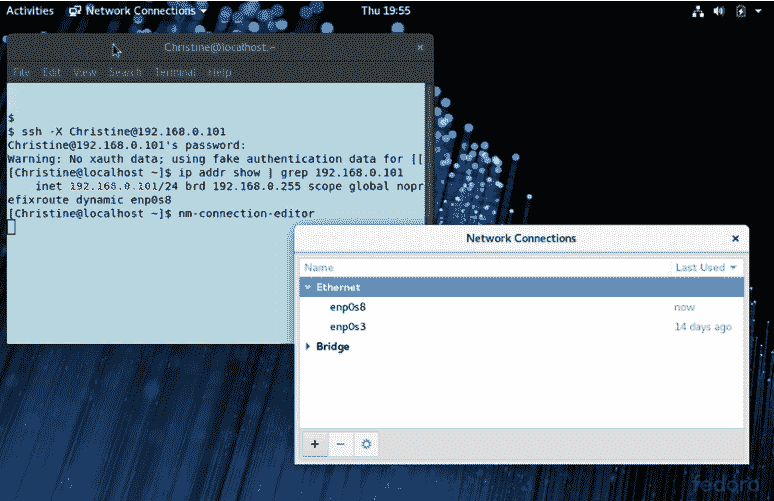 Activities Network Connections Thu 19:55
Christine@localhost:~
File Edit View Search Terminal Help
$
$ ssh -X Christine@192.168.0.101
Christine@192.168.0.101's password:
Warning: No xauth data; using fake authentication data for [[
[Christine@localhost ~]$ ip addr show | grep 192.168.0.101
inet 192.168.0.101/24 brd 192.168.0.255 scope global nopr
efixroute dynamic enp0s8
[Christine@localhost ~]$ nm-connection-editor
Network Connections
Name Last Used
Ethernet
enp0s8 now
enp0s3 14 days ago
Bridge
fedora